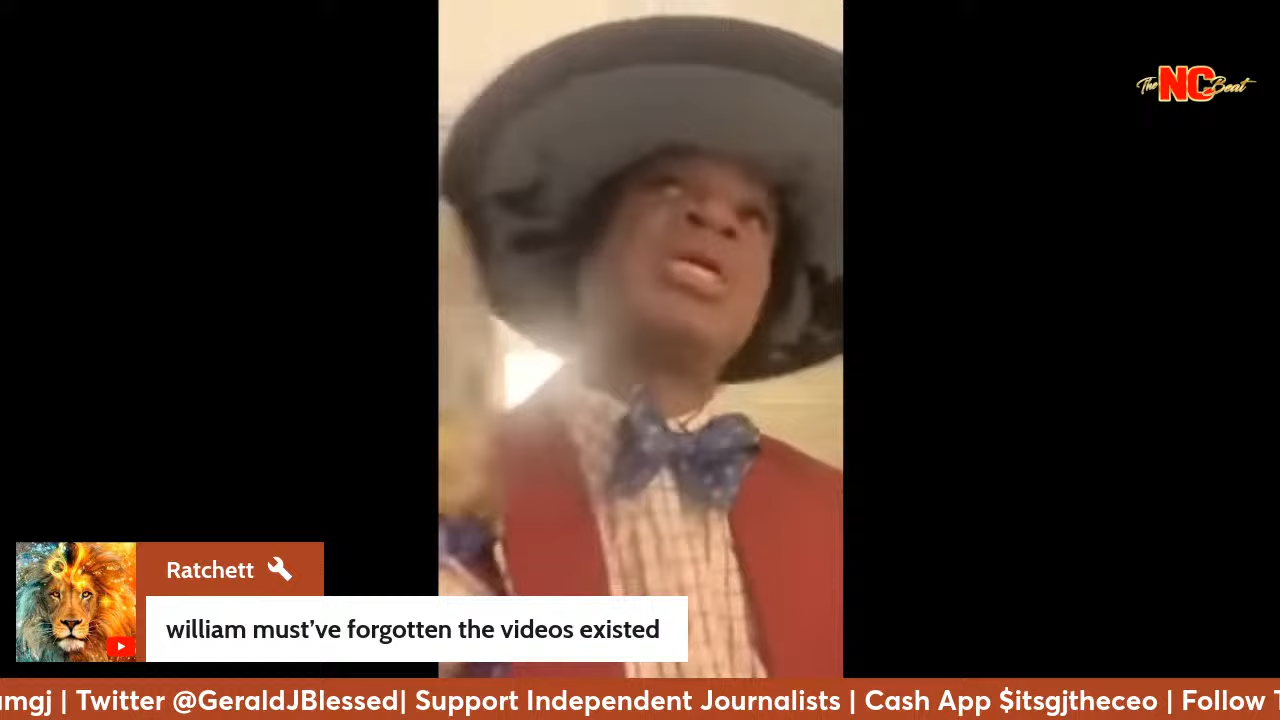 The NC Beat
Ratchett
william must've forgotten the videos existed
mgj | Twitter @GeraldJBlessed| Support Independent Journalists | Cash App $itsgjtheceo | Follow